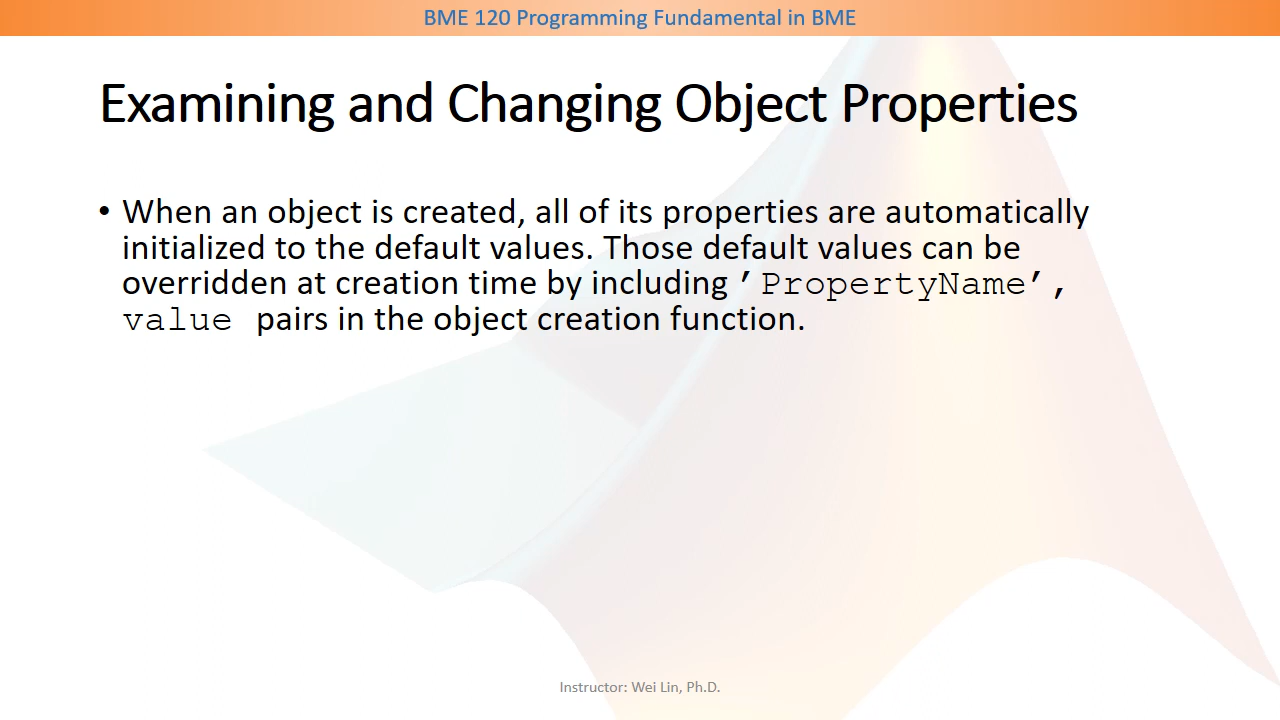 BME 120 Programming Fundamental in BME
Examining and Changing Object Properties
• When an object is created, all of its properties are automatically
initialized to the default values. Those default values can be
overridden at creation time by including ’PropertyName’,
value pairs in the object creation function.
Instructor: Wei Lin, Ph.D.